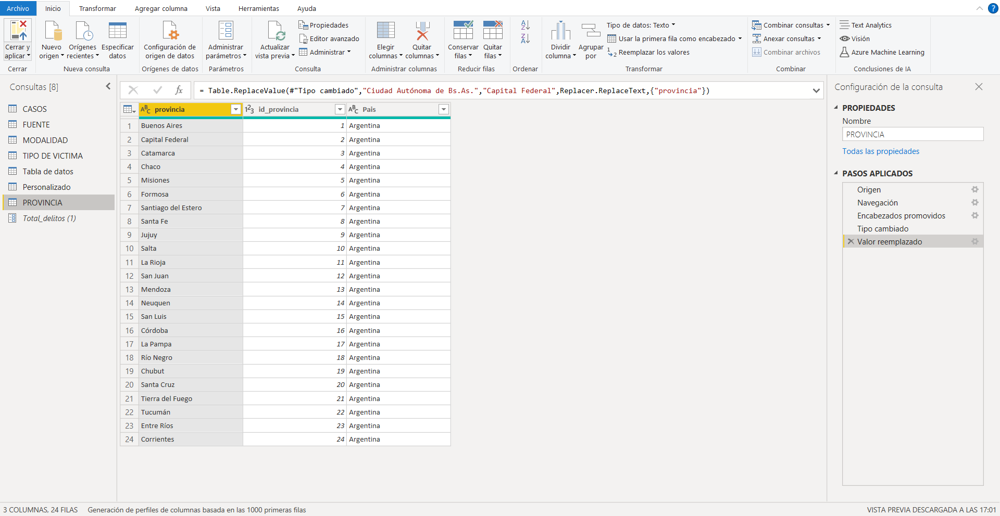 Archivo Inicio Transformar Agregar columna Vista Herramientas Ayuda
Cerrar y aplicar
Cerrar
Nuevo origen
Orígenes recientes
Especificar datos
Nueva consulta
Configuración de origen de datos
Orígenes de datos
Administrar parámetros
Parámetros
Actualizar vista previa
Propiedades
Editor avanzado
Administrar
Consulta
Elegir columnas
Quitar columnas
Administrar columnas
Conservar filas
Quitar filas
Reducir filas
Ordenar
Dividir columna
Agrupar por
Tipo de datos: Texto
Usar la primera fila como encabezado
Reemplazar los valores
Transformar
Combinar consultas
Anexar consultas
Combinar archivos
Combinar
Text Analytics
Visión
Azure Machine Learning
Conclusiones de IA
Consultas [8]
CASOS
FUENTE
MODALIDAD
TIPO DE VICTIMA
Tabla de datos
Personalizado
PROVINCIA
Total_delitos (1)
fx = Table.ReplaceValue(#"Tipo cambiado","Ciudad Autónoma de Bs.As.","Capital Federal",Replacer.ReplaceText,{"provincia"})
ABC provincia 123 id_provincia ABC Pais
1 Buenos Aires 1 Argentina
2 Capital Federal 2 Argentina
3 Catamarca 3 Argentina
4 Chaco 4 Argentina
5 Misiones 5 Argentina
6 Formosa 6 Argentina
7 Santiago del Estero 7 Argentina
8 Santa Fe 8 Argentina
9 Jujuy 9 Argentina
10 Salta 10 Argentina
11 La Rioja 11 Argentina
12 San Juan 12 Argentina
13 Mendoza 13 Argentina
14 Neuquen 14 Argentina
15 San Luis 15 Argentina
16 Córdoba 16 Argentina
17 La Pampa 17 Argentina
18 Río Negro 18 Argentina
19 Chubut 19 Argentina
20 Santa Cruz 20 Argentina
21 Tierra del Fuego 21 Argentina
22 Tucumán 22 Argentina
23 Entre Ríos 23 Argentina
24 Corrientes 24 Argentina
Configuración de la consulta
PROPIEDADES
Nombre
PROVINCIA
Todas las propiedades
PASOS APLICADOS
Origen
Navegación
Encabezados promovidos
Tipo cambiado
Valor reemplazado
3 COLUMNAS, 24 FILAS Generación de perfiles de columnas basada en las 1000 primeras filas
VISTA PREVIA DESCARGADA A LAS 17:01